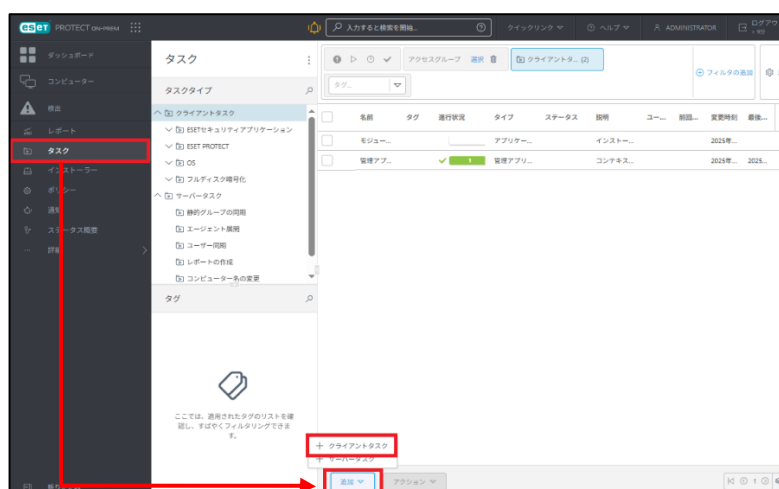 eset PROTECT ON-PREM
入力すると検索を開始...
クイックリンク
ヘルプ
ADMINISTRATOR
ログアウ
ダッシュボード
コンピューター
検出
レポート
タスク
インストーラー
ポリシー
通知
ステータス概要
詳細
タスク
タスクタイプ
クライアントタスク
ESETセキュリティアプリケーション
ESET PROTECT
OS
フルディスク暗号化
サーバータスク
静的グループの同期
エージェント展開
ユーザー同期
レポートの作成
コンピューター名の変更
タグ
ここでは、適用されたタグのリストを確
認し、すばやくフィルタリングできま
す。
アクセスグループ 選択
クライアントタ... (2)
フィルタの追加
タグ...
名前 タグ 進行状況 タイプ ステータス 説明 ユー... 前回... 変更時刻 最後...
モジュー... アプリケー... インストー... 2025年...
管理アプ... 1 管理アプリ... コンテキス... 2025年... 2025...
+ クライアントタスク
+ サーバータスク
追加
アクション
1